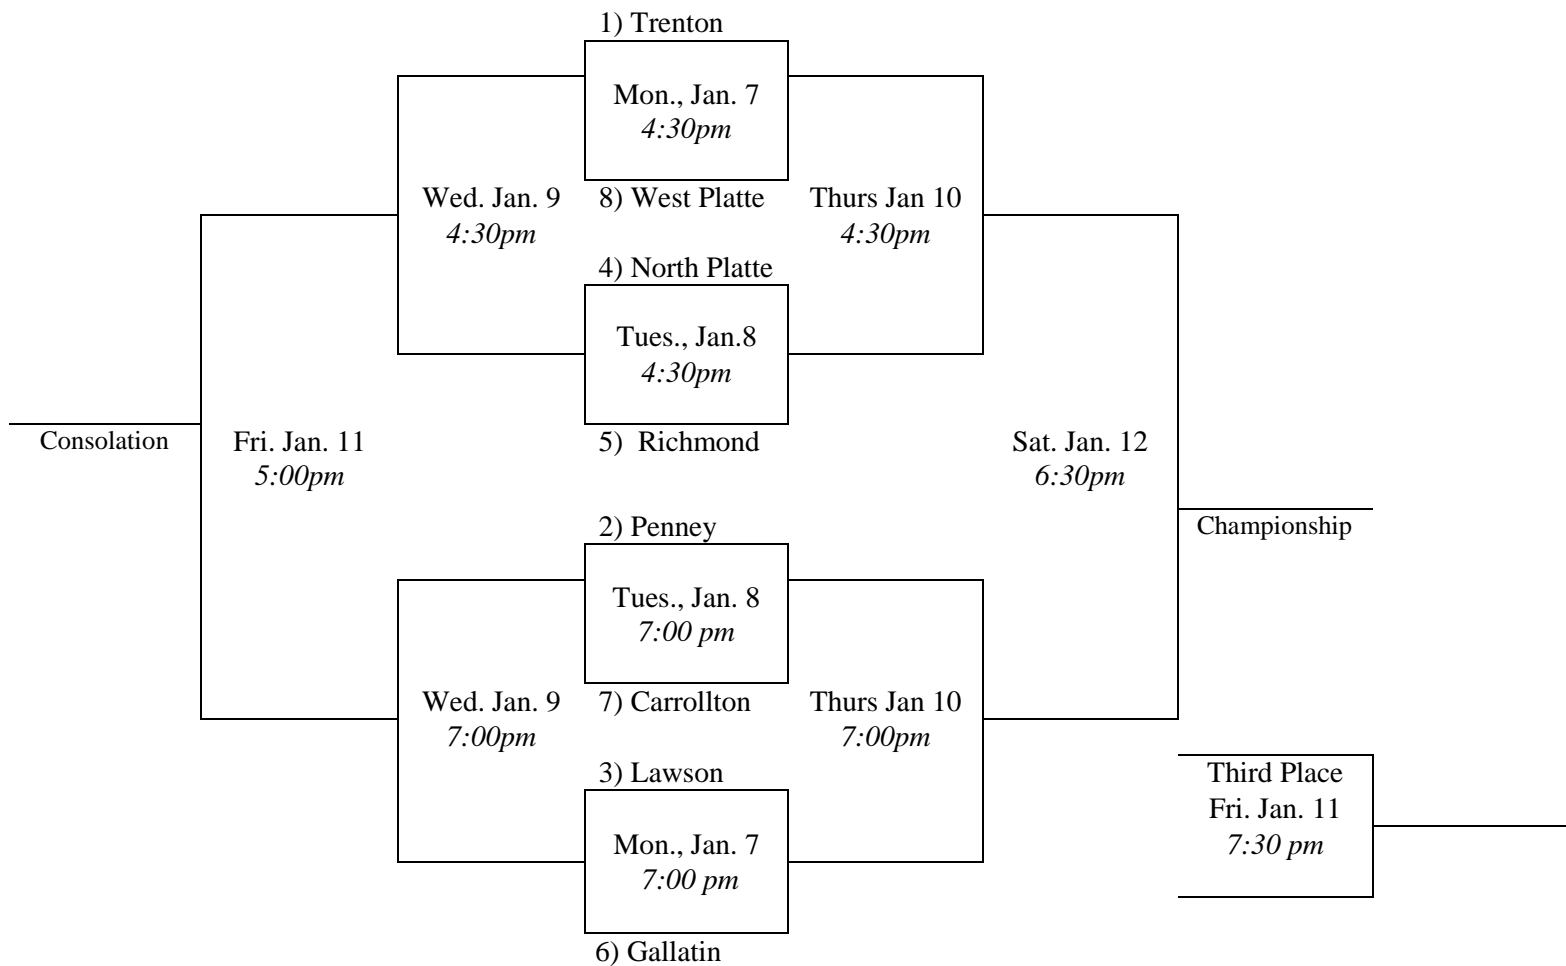 1) Trenton
Mon., Jan. 7
4:30pm
Wed. Jan. 9
4:30pm
8) West Platte
Thurs Jan 10
4:30pm
4) North Platte
Tues., Jan.8
4:30pm
Consolation
Fri. Jan. 11
5:00pm
5)  Richmond
Sat. Jan. 12
6:30pm
2) Penney
Championship
Tues., Jan. 8
7:00 pm
Wed. Jan. 9
7:00pm
7) Carrollton
Thurs Jan 10
7:00pm
3) Lawson
Third Place
Fri. Jan. 11
7:30 pm
Mon., Jan. 7
7:00 pm
6) Gallatin